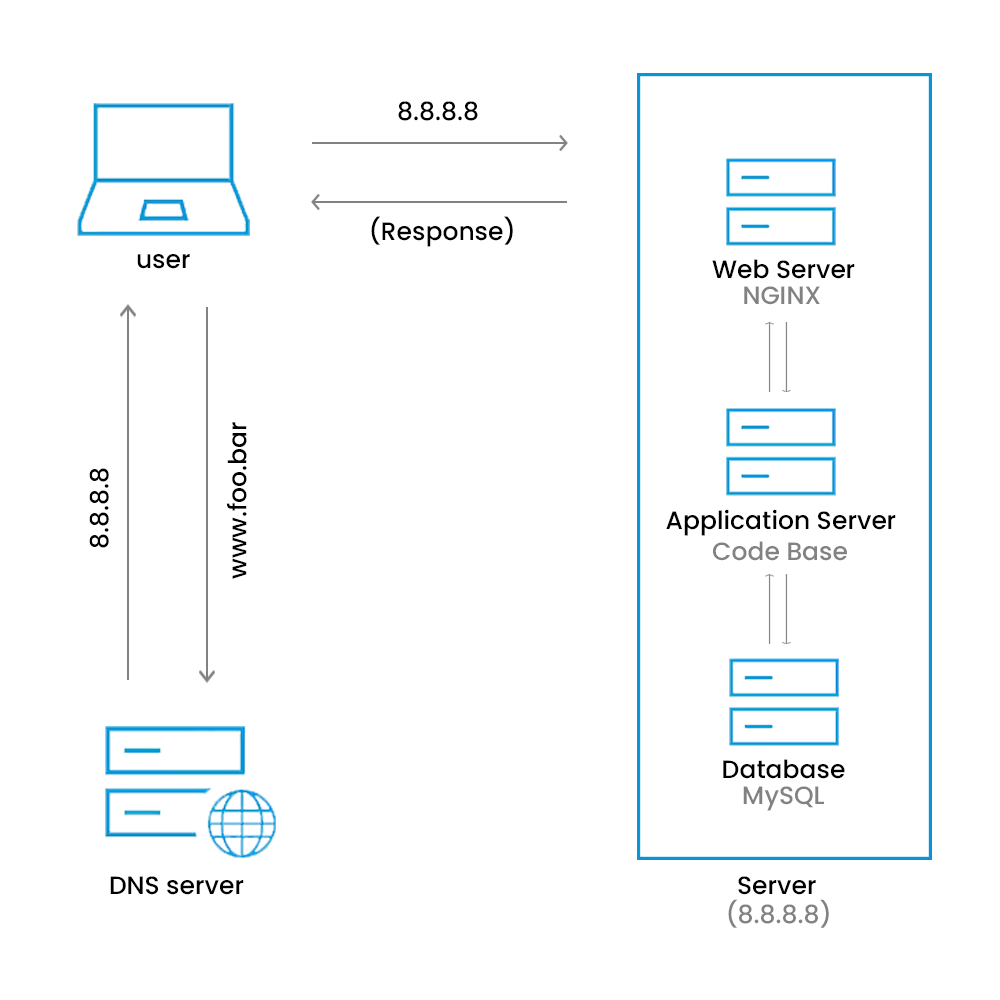 8.8.8.8
(Response)
user
8.8.8.8
www.foo.bar
DNS server
Web Server
NGINX
Application Server
Code Base
Database
MySQL
Server
(8.8.8.8)